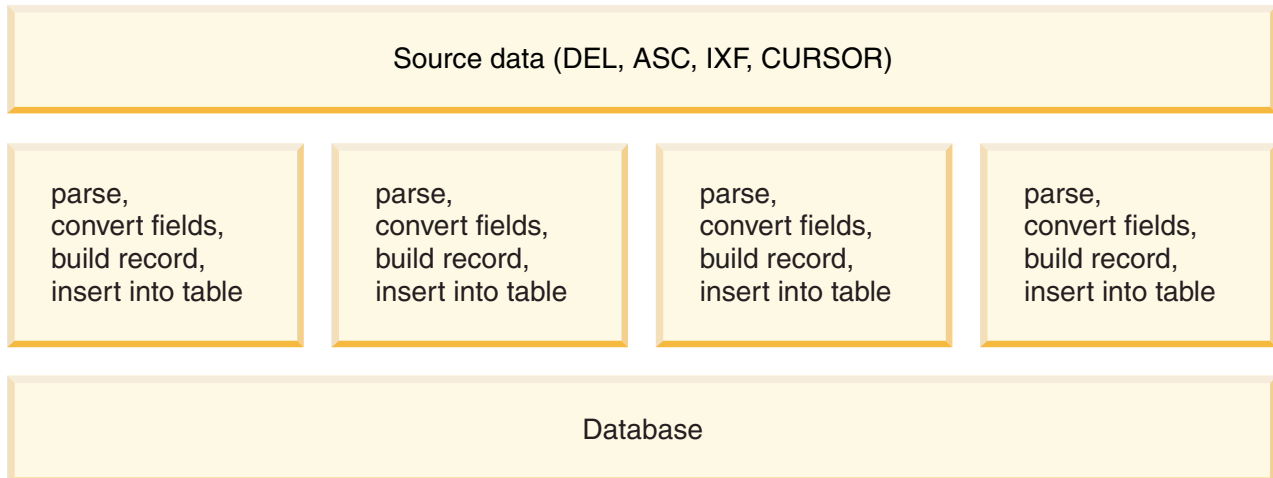 Source data (DEL, ASC, IXF, CURSOR)
parse,
convert fields,
build record,
insert into table
parse,
convert fields,
build record,
insert into table
parse,
convert fields,
build record,
insert into table
parse,
convert fields,
build record,
insert into table
Database